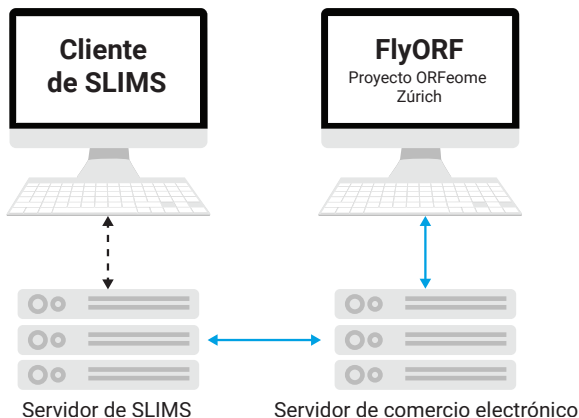 Cliente
de SLIMS
FlyORF
Proyecto ORFeome
Zúrich
Servidor de SLIMS
Servidor de comercio electrónico